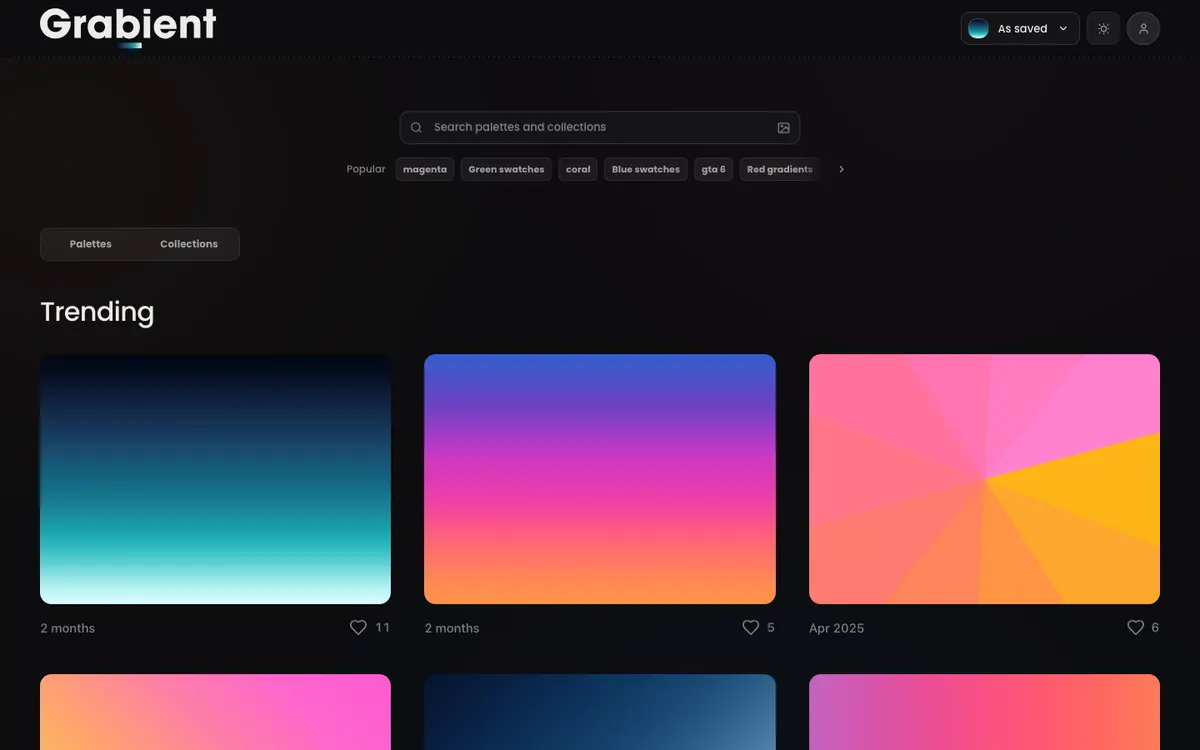 Grabient
As saved
Search palettes and collections
Popular magenta Green swatches coral Blue swatches gta 6 Red gradients
Palettes Collections
Trending
2 months 11
2 months 5
Apr 2025 6